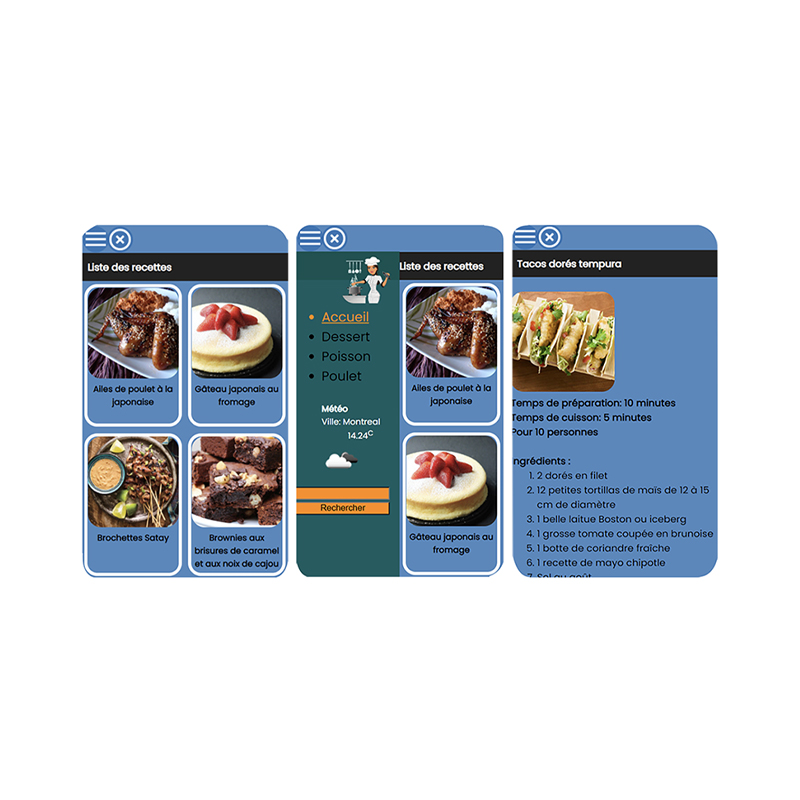 Liste des recettes
Ailes de poulet à la
japonaise
Gâteau japonais au
fromage
Brochettes Satay
Brownies aux
brisures de caramel
et aux noix de cajou
Liste des recettes
Accueil
Dessert
Poisson
Poulet
Météo
Ville: Montreal
14.24C
Rechercher
Ailes de poulet à la
japonaise
Gâteau japonais au
fromage
Tacos dorés tempura
Temps de préparation: 10 minutes
Temps de cuisson: 5 minutes
Pour 10 personnes
Ingrédients :
1. 2 dorés en filet
2. 12 petites tortillas de maïs de 12 à 15
cm de diamètre
3. 1 belle laitue Boston ou iceberg
4. 1 grosse tomate coupée en brunoise
5. 1 botte de coriandre fraîche
6. 1 recette de mayo chipotle
7. Sel au goût